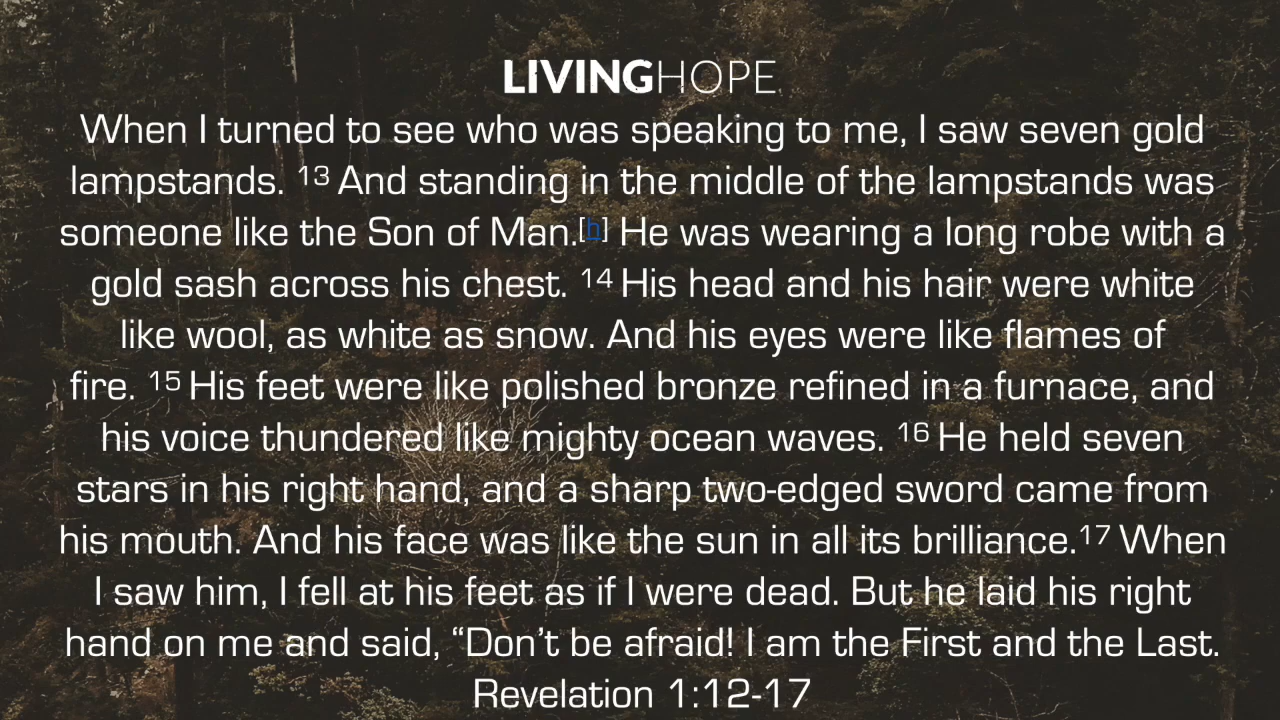 LIVINGHOPE
When I turned to see who was speaking to me, I saw seven gold
lampstands. 13 And standing in the middle of the lampstands was
someone like the Son of Man.[h] He was wearing a long robe with a
gold sash across his chest. 14 His head and his hair were white
like wool, as white as snow. And his eyes were like flames of
fire. 15 His feet were like polished bronze refined in a furnace, and
his voice thundered like mighty ocean waves. 16 He held seven
stars in his right hand, and a sharp two-edged sword came from
his mouth. And his face was like the sun in all its brilliance.17 When
I saw him, I fell at his feet as if I were dead. But he laid his right
hand on me and said, “Don’t be afraid! I am the First and the Last.
Revelation 1:12-17